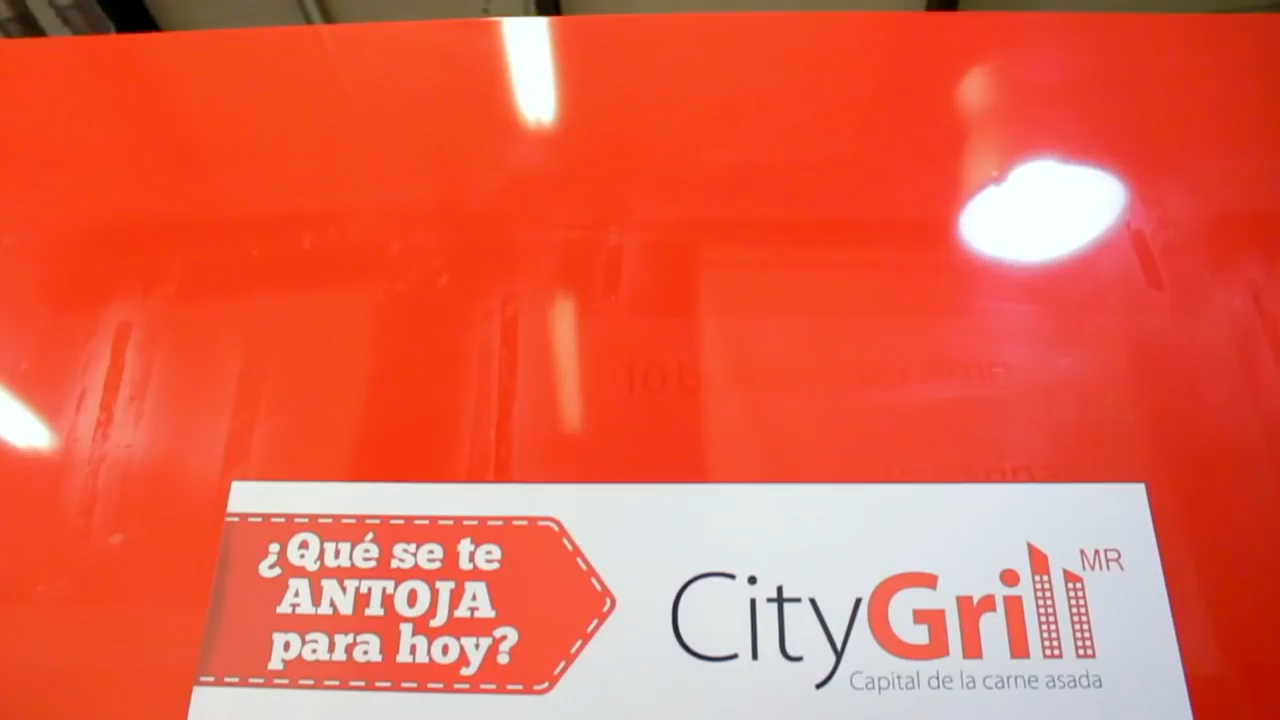 ¿Qué se te
ANTOJA
para hoy?
CityGrill MR
Capital de la carne asada